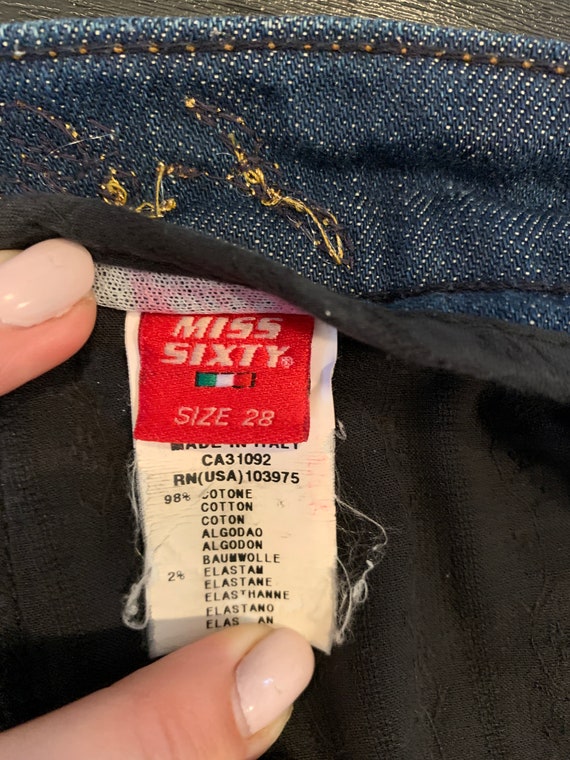 MISS
SIXTY®
SIZE 28
MADE IN ITALY
CA31092
RN(USA)103975
98% COTONE
COTTON
COTON
ALGODAO
ALGODON
BAUMWOLLE
2% ELASTAM
ELASTANE
ELASTHANNE
ELASTANO